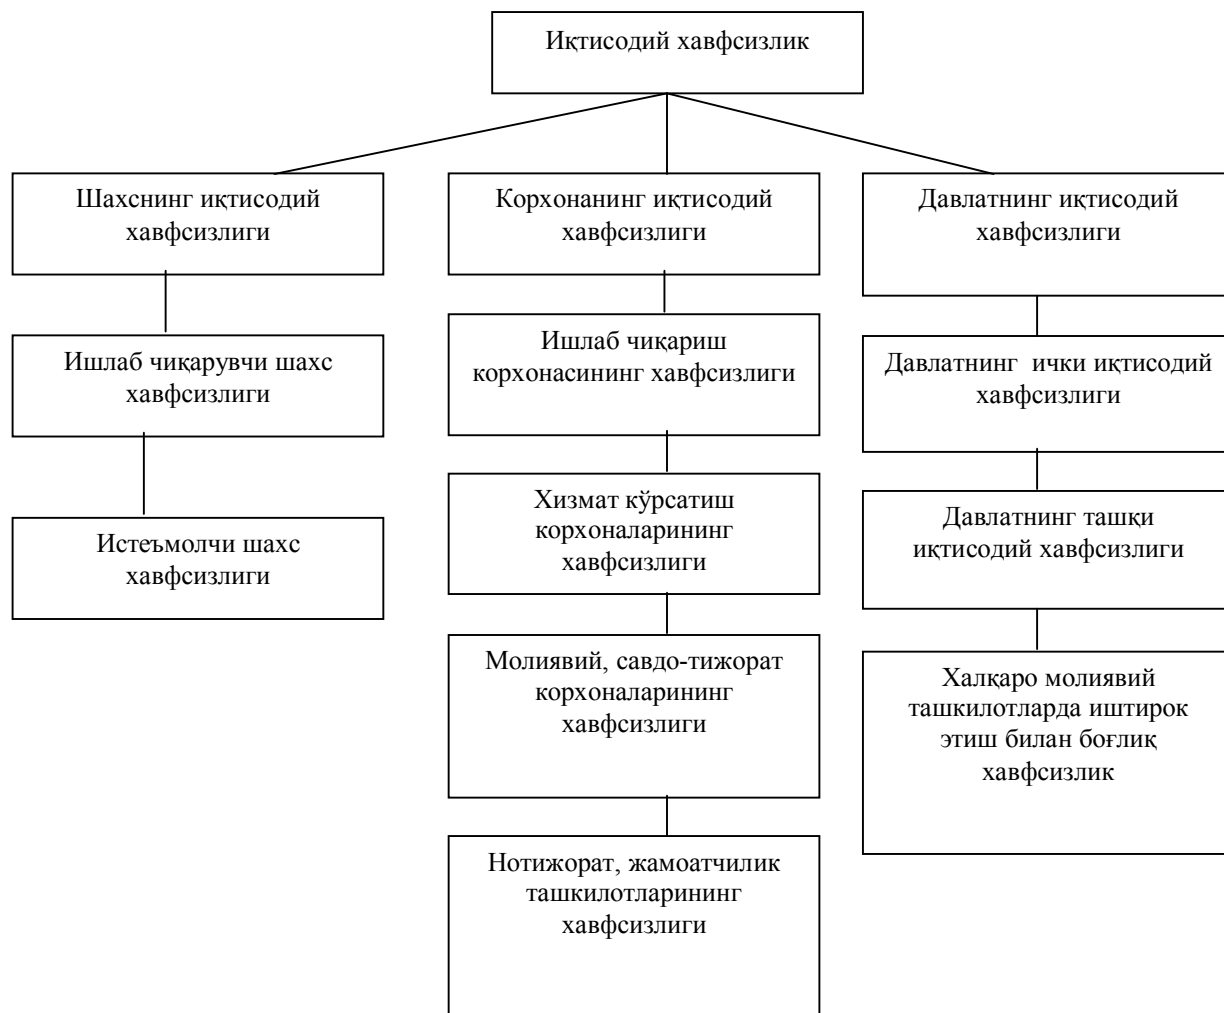 Иқтисодий хавфсизлик
Шахснинг иқтисодий
хавфсизлиги
Ишлаб чиқарувчи шахс
хавфсизлиги
Истеъмолчи шахс
хавфсизлиги
Корхонанинг иқтисодий
хавфсизлиги
Ишлаб чиқариш
корхонасининг хавфсизлиги
Хизмат кўрсатиш
корхоналарининг
хавфсизлиги
Молиявий, савдо-тижорат
корхоналарининг
хавфсизлиги
Нотижорат, жамоатчилик
ташкилотларининг
хавфсизлиги
Давлатнинг иқтисодий
хавфсизлиги
Давлатнинг ички иқтисодий
хавфсизлиги
Давлатнинг ташқи
иқтисодий хавфсизлиги
Халқаро молиявий
ташкилотларда иштирок
этиш билан боғлиқ
хавфсизлик